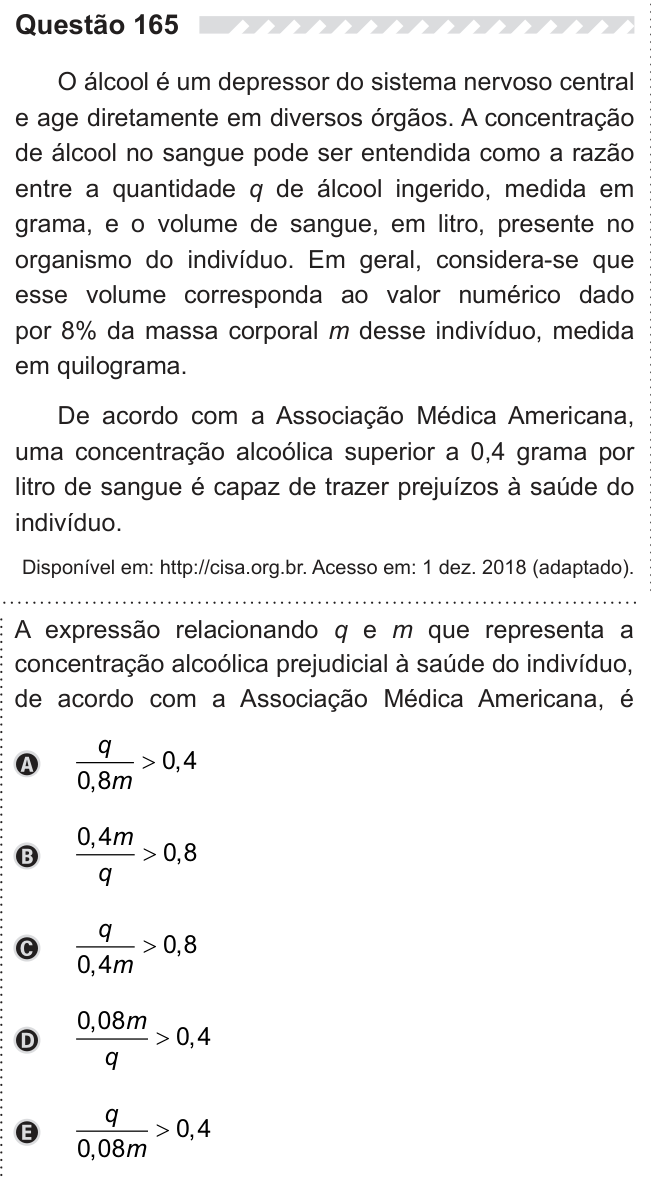 Questão 165
O álcool é um depressor do sistema nervoso central
e age diretamente em diversos órgãos. A concentração
de álcool no sangue pode ser entendida como a razão
entre a quantidade q de álcool ingerido, medida em
grama, e o volume de sangue, em litro, presente no
organismo do indivíduo. Em geral, considera-se que
esse volume corresponda ao valor numérico dado
por 8% da massa corporal m desse indivíduo, medida
em quilograma.
De acordo com a Associação Médica Americana,
uma concentração alcoólica superior a 0,4 grama por
litro de sangue é capaz de trazer prejuízos à saúde do
indivíduo.
Disponível em: http://cisa.org.br. Acesso em: 1 dez. 2018 (adaptado).
A expressão relacionando q e m que representa a
concentração alcoólica prejudicial à saúde do indivíduo,
de acordo com a Associação Médica Americana, é
A q/0,8m > 0,4
B 0,4m/q > 0,8
C q/0,4m > 0,8
D 0,08m/q > 0,4
E q/0,08m > 0,4